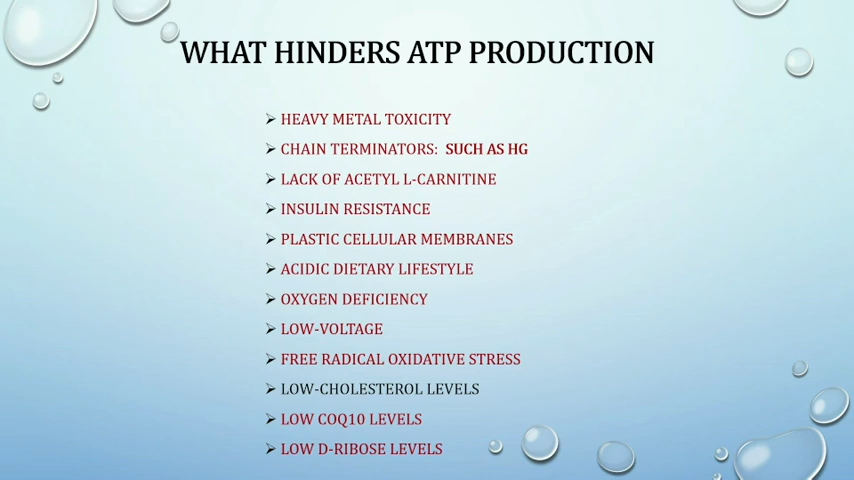 WHAT HINDERS ATP PRODUCTION
➢ HEAVY METAL TOXICITY
➢ CHAIN TERMINATORS: SUCH AS HG
➢ LACK OF ACETYL L-CARNITINE
➢ INSULIN RESISTANCE
➢ PLASTIC CELLULAR MEMBRANES
➢ ACIDIC DIETARY LIFESTYLE
➢ OXYGEN DEFICIENCY
➢ LOW-VOLTAGE
➢ FREE RADICAL OXIDATIVE STRESS
➢ LOW-CHOLESTEROL LEVELS
➢ LOW COQ10 LEVELS
➢ LOW D-RIBOSE LEVELS